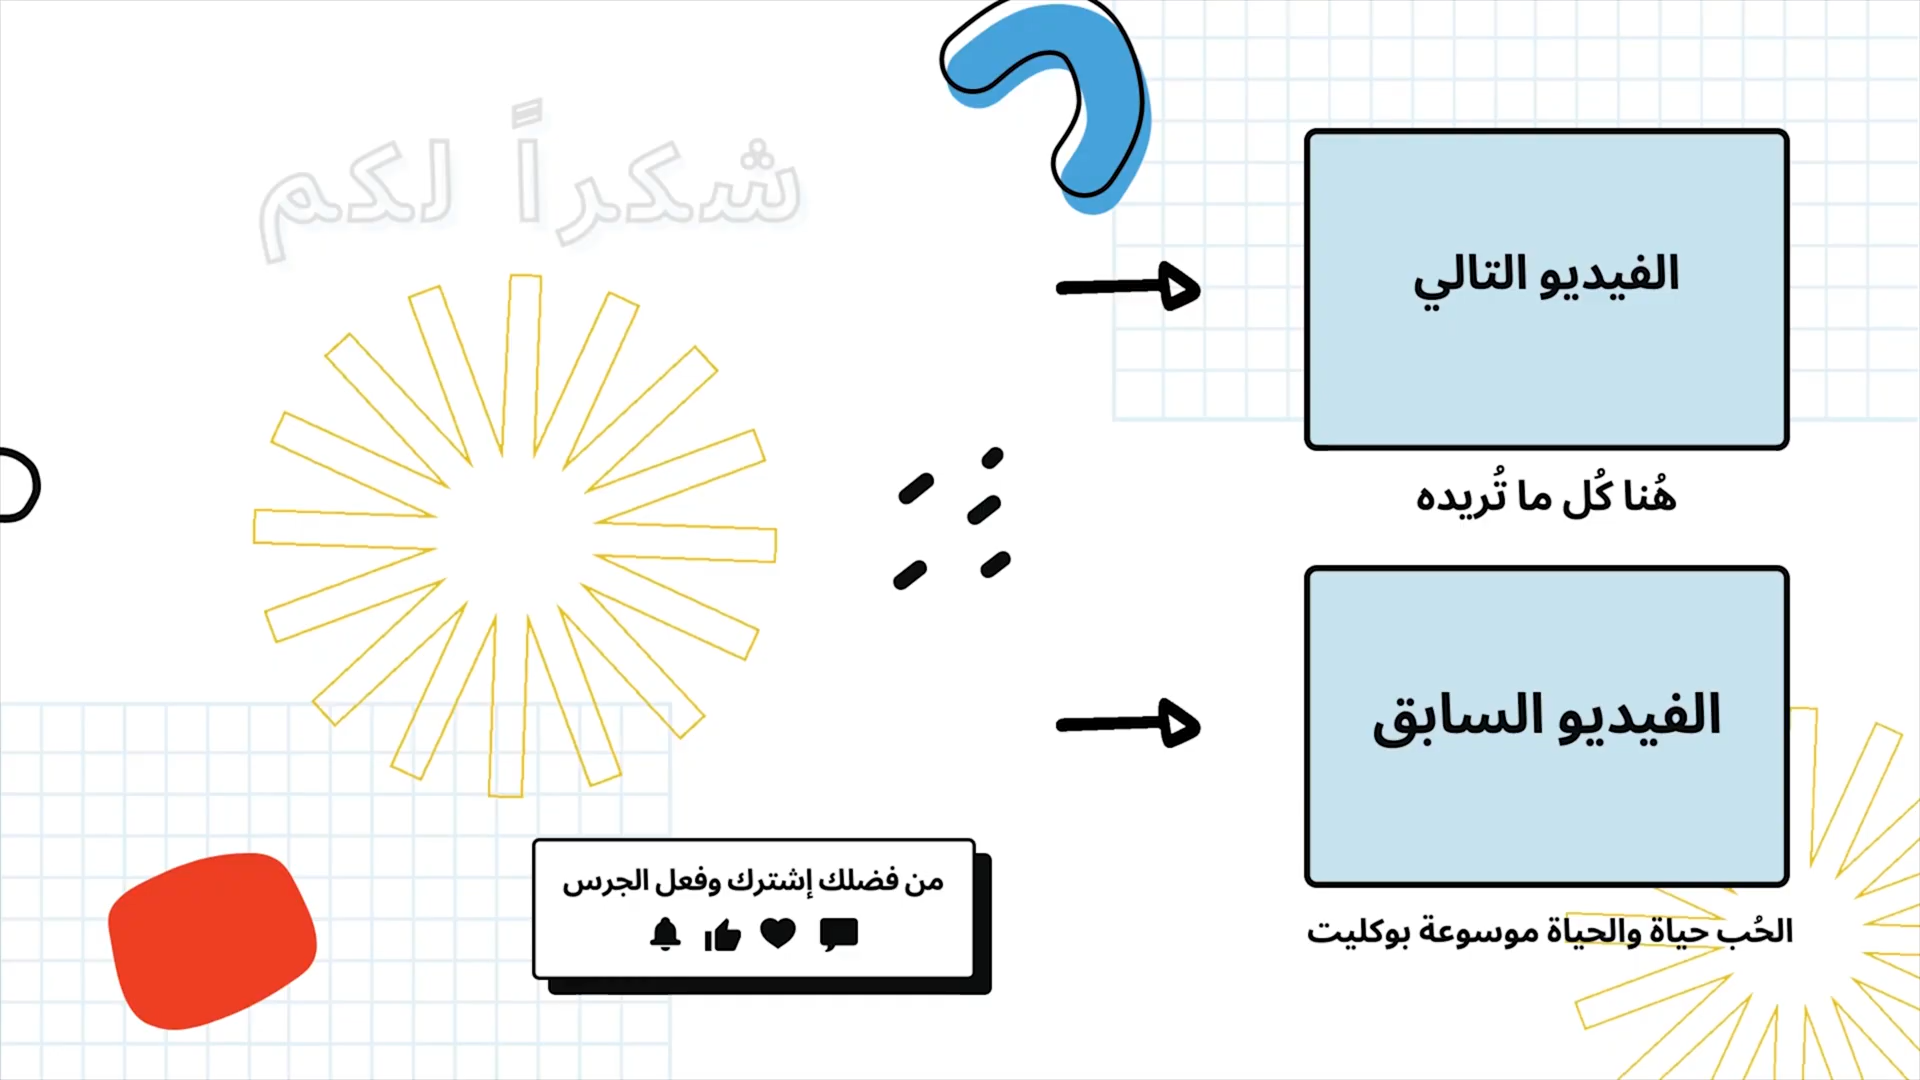 شكراً لكم
الفيديو التالي
هُنا كُل ما تُريده
الفيديو السابق
الحُب حياة والحياة موسوعة بوكليت
من فضلك إشترك وفعل الجرس